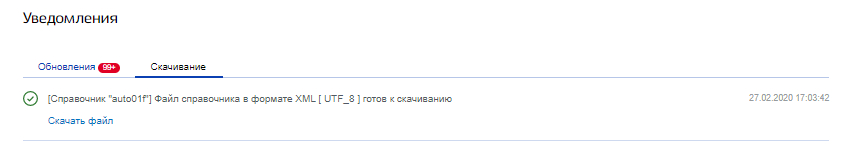 Уведомления
Обновления 99+ Скачивание
[Справочник "auto01f"] Файл справочника в формате XML [ UTF_8 ] готов к скачиванию 27.02.2020 17:03:42
Скачать файл